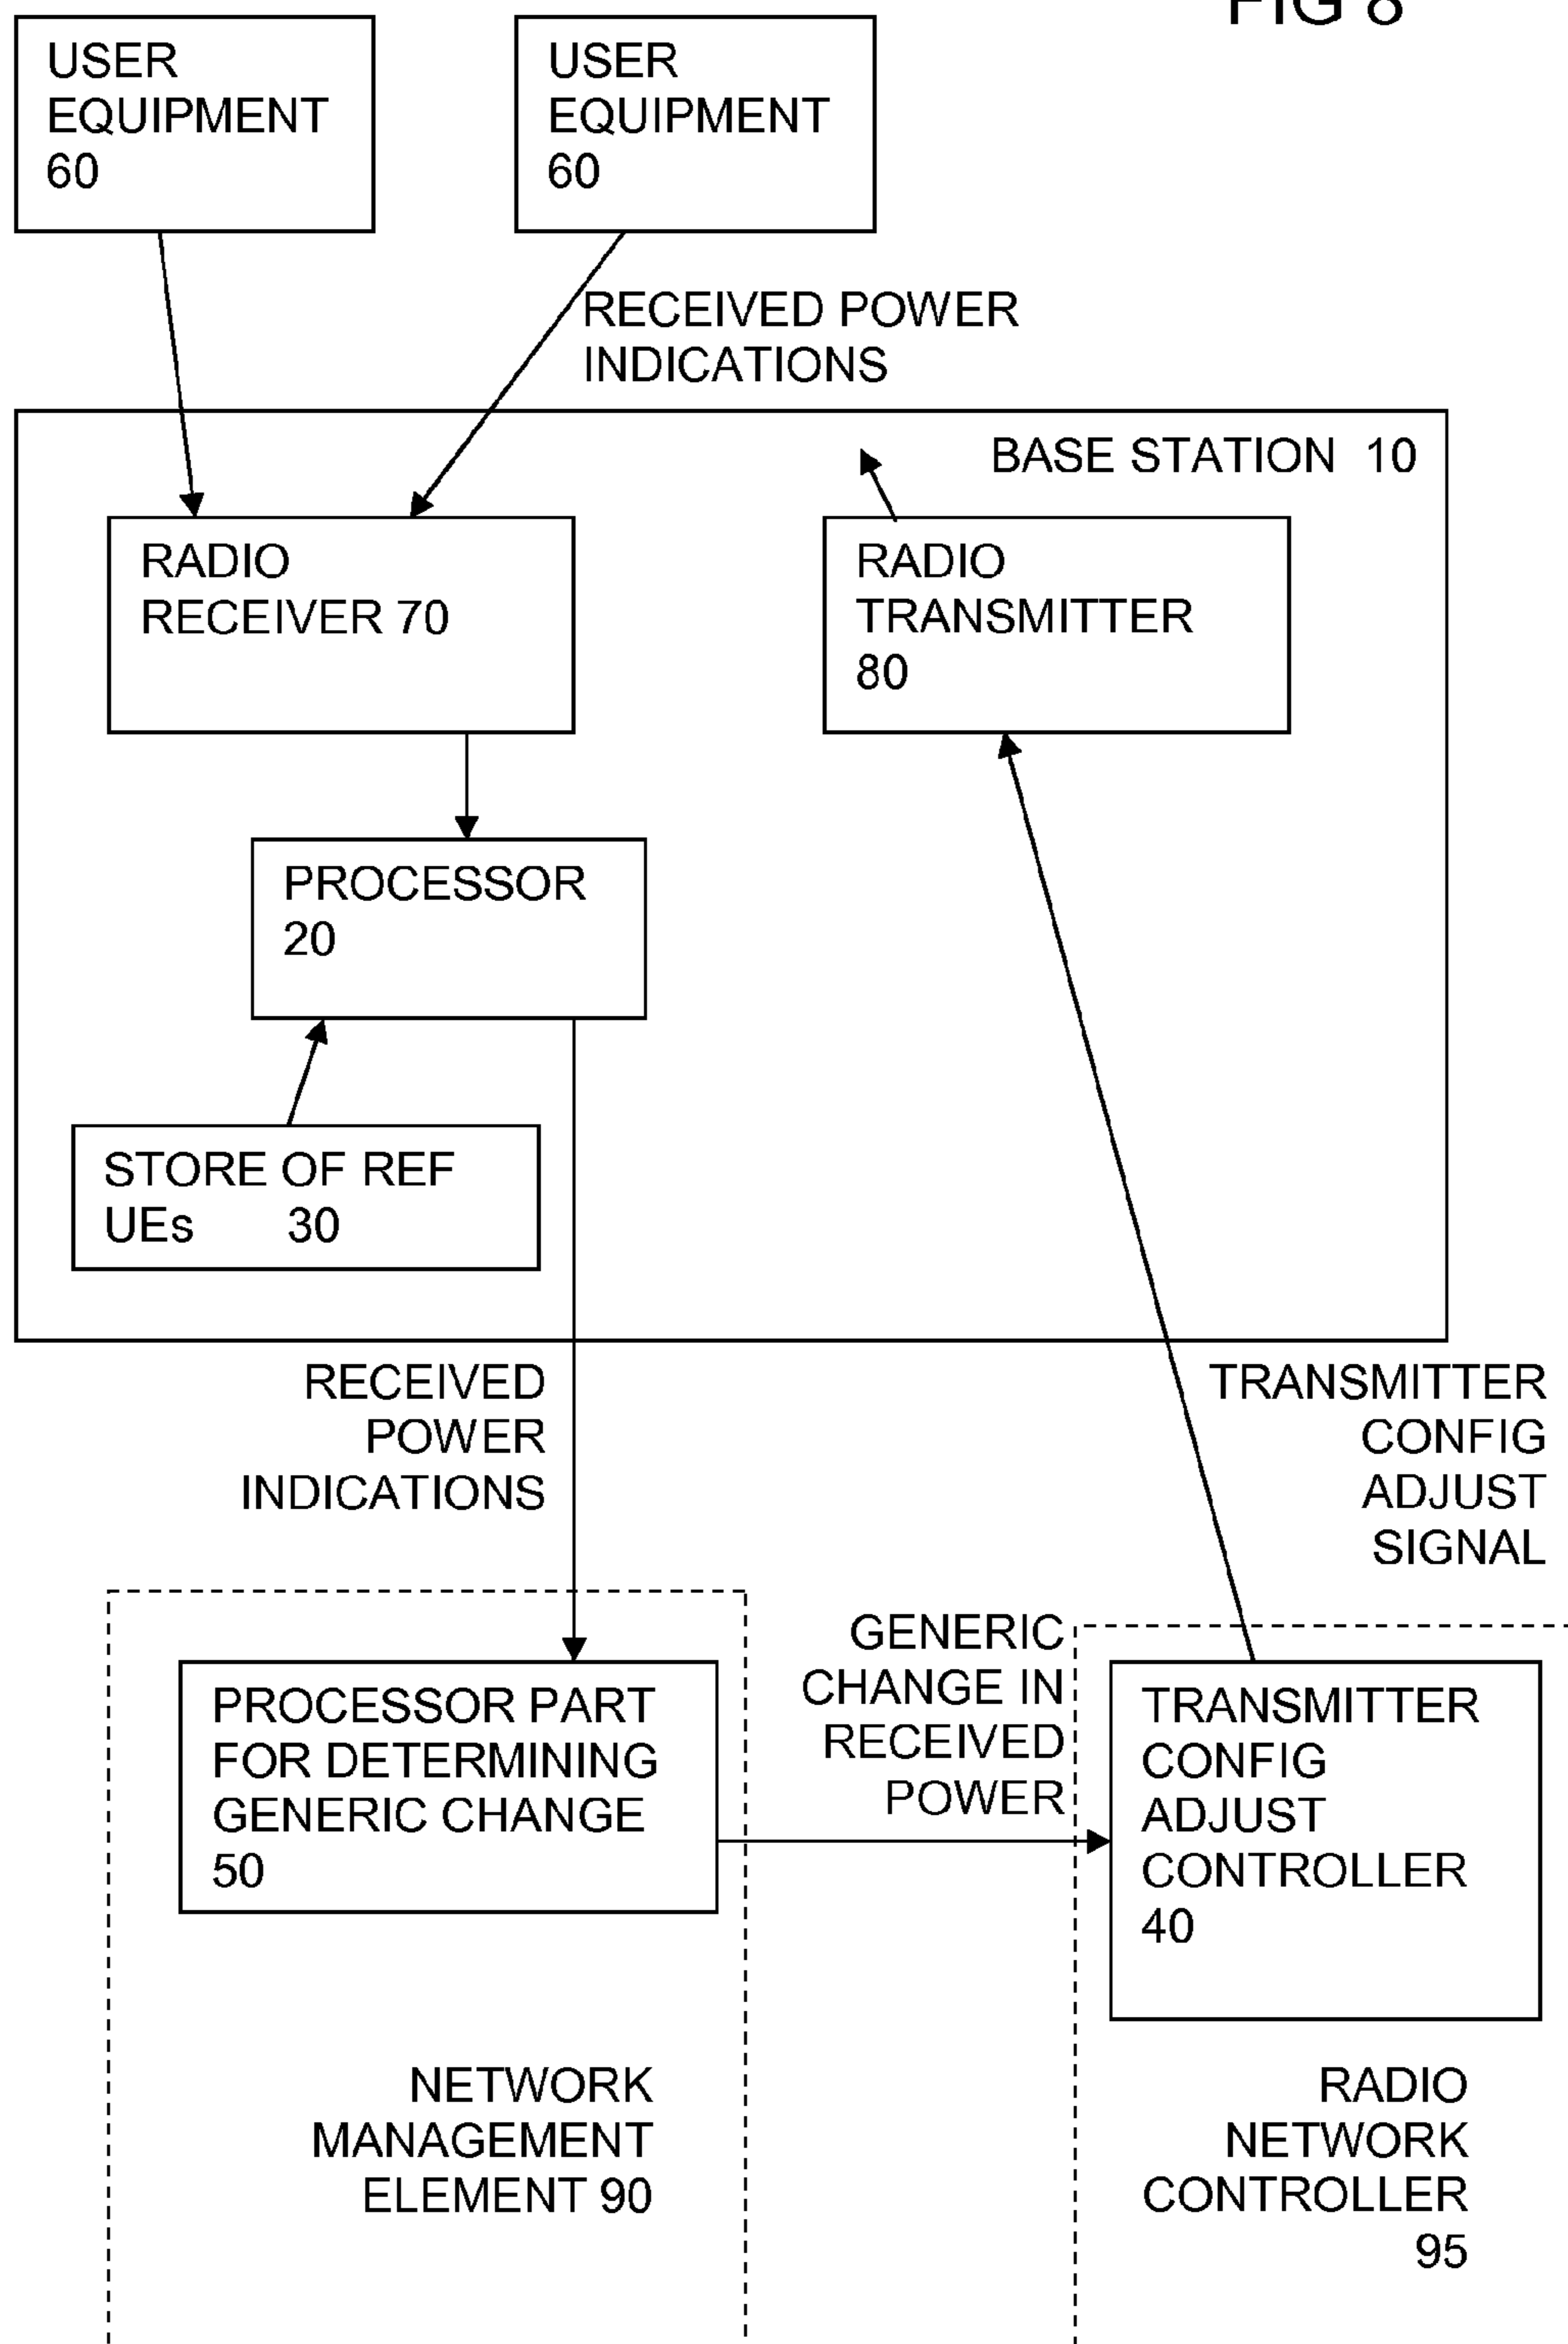 FIG 8
USER
EQUIPMENT
60
USER
EQUIPMENT
60
RECEIVED POWER
INDICATIONS
BASE STATION 10
RADIO
RECEIVER 70
RADIO
TRANSMITTER
80
PROCESSOR
20
STORE OF REF
UEs 30
RECEIVED
POWER
INDICATIONS
TRANSMITTER
CONFIG
ADJUST
SIGNAL
PROCESSOR PART
FOR DETERMINING
GENERIC CHANGE
50
GENERIC
CHANGE IN
RECEIVED
POWER
TRANSMITTER
CONFIG
ADJUST
CONTROLLER
40
NETWORK
MANAGEMENT
ELEMENT 90
RADIO
NETWORK
CONTROLLER
95